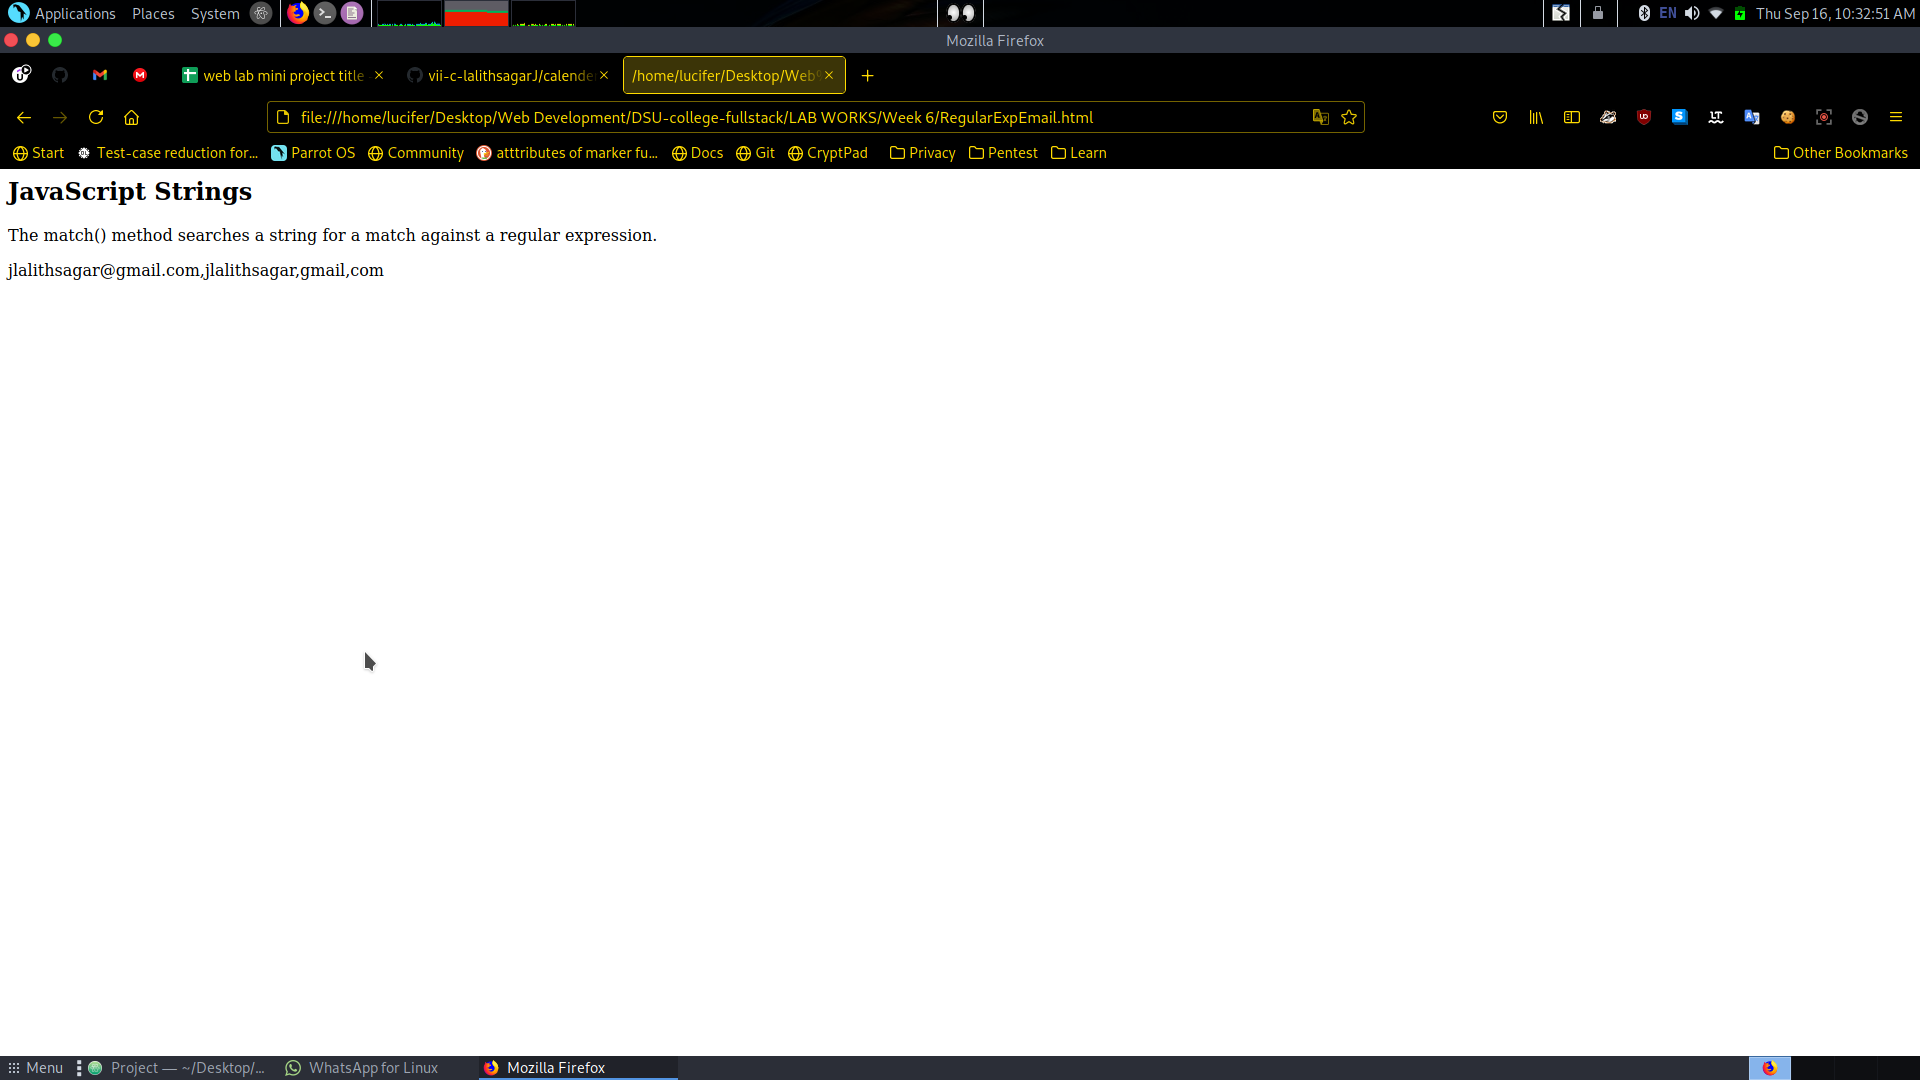 Applications Places System EN Thu Sep 16, 10:32:51 AM
Mozilla Firefox
web lab mini project title vii-c-lalithsagarJ/calende /home/lucifer/Desktop/Web
file:///home/lucifer/Desktop/Web Development/DSU-college-fullstack/LAB WORKS/Week 6/RegularExpEmail.html
Start Test-case reduction for... Parrot OS Community atttributes of marker fu... Docs Git CryptPad Privacy Pentest Learn Other Bookmarks
JavaScript Strings
The match() method searches a string for a match against a regular expression.
jlalithsagar@gmail.com,jlalithsagar,gmail,com
Menu Project — ~/Desktop/... WhatsApp for Linux Mozilla Firefox